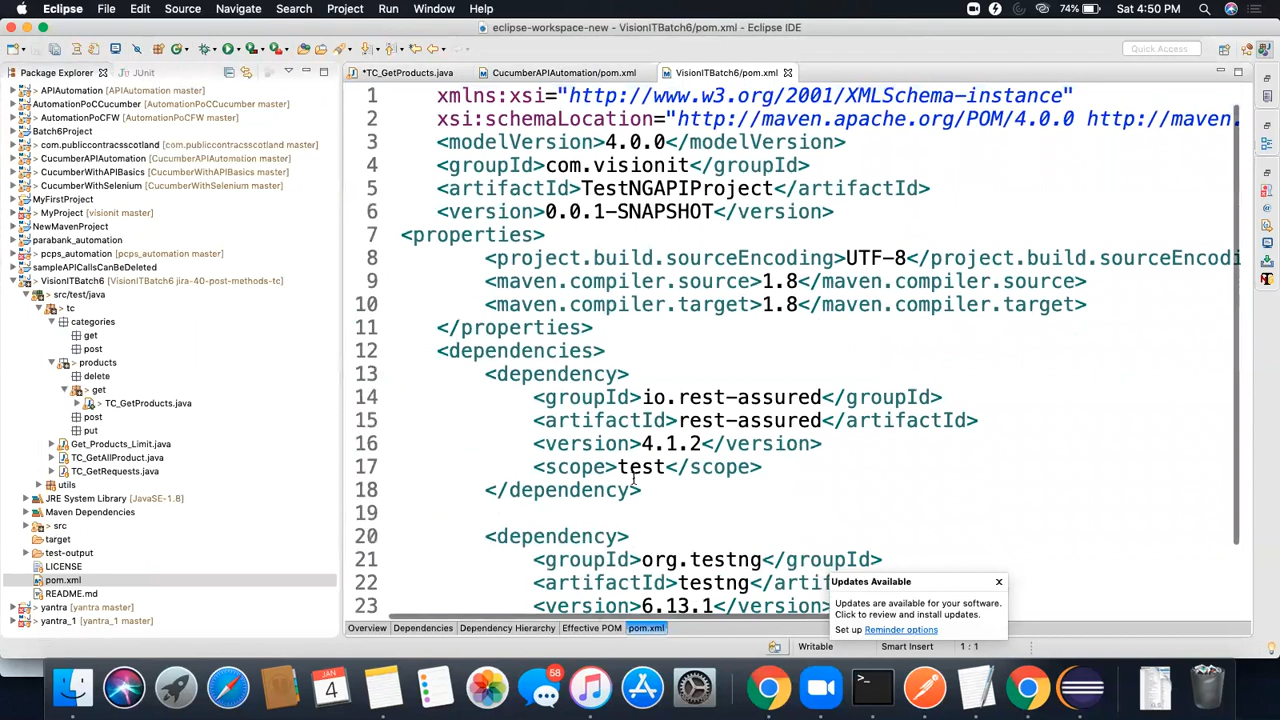 Eclipse File Edit Source Navigate Search Project Run Window Help 74% Sat 4:50 PM
eclipse-workspace-new - VisionITBatch6/pom.xml - Eclipse IDE
Quick Access
Package Explorer JUnit
*TC_GetProducts.java CucumberAPIAutomation/pom.xml VisionITBatch6/pom.xml
APIAutomation (APIAutomation master)
AutomationPoCCucumber (AutomationPoCCucumber master)
AutomationPoCFW (AutomationPoCFW master)
Batch6Project
com.publiccontracsscotland (com.publiccontracsscotland master)
CucumberAPIAutomation (CucumberAPIAutomation master)
CucumberWithAPIBasics (CucumberWithAPIBasics master)
CucumberWithSelenium (CucumberWithSelenium master)
MyFirstProject
MyProject (visionit master)
NewMavenProject
parabank_automation
pcps_automation (pcps_automation master)
sampleAPICallsCanBeDeleted
VisionITBatch6 (VisionITBatch6 jira-40-post-methods-tc)
src/test/java
tc
categories
get
post
products
delete
get
TC_GetProducts.java
post
put
Get_Products_Limit.java
TC_GetAllProduct.java
TC_GetRequests.java
utils
JRE System Library [JavaSE-1.8]
Maven Dependencies
src
target
test-output
LICENSE
pom.xml
README.md
yantra (yantra master)
yantra_1 (yantra_1 master)
1 xmlns:xsi="http://www.w3.org/2001/XMLSchema-instance"
2 xsi:schemaLocation="http://maven.apache.org/POM/4.0.0 http://maven.
3 <modelVersion>4.0.0</modelVersion>
4 <groupId>com.visionit</groupId>
5 <artifactId>TestNGAPIProject</artifactId>
6 <version>0.0.1-SNAPSHOT</version>
7 <properties>
8 <project.build.sourceEncoding>UTF-8</project.build.sourceEncodi
9 <maven.compiler.source>1.8</maven.compiler.source>
10 <maven.compiler.target>1.8</maven.compiler.target>
11 </properties>
12 <dependencies>
13 <dependency>
14 <groupId>io.rest-assured</groupId>
15 <artifactId>rest-assured</artifactId>
16 <version>4.1.2</version>
17 <scope>test</scope>
18 </dependency>
19
20 <dependency>
21 <groupId>org.testng</groupId>
22 <artifactId>testng</artif
23 <version>6.13.1</version>
Updates Available
Updates are available for your software.
Click to review and install updates.
Set up Reminder options
Overview Dependencies Dependency Hierarchy Effective POM pom.xml
Writable Smart Insert 1 : 1
JAN
4
58